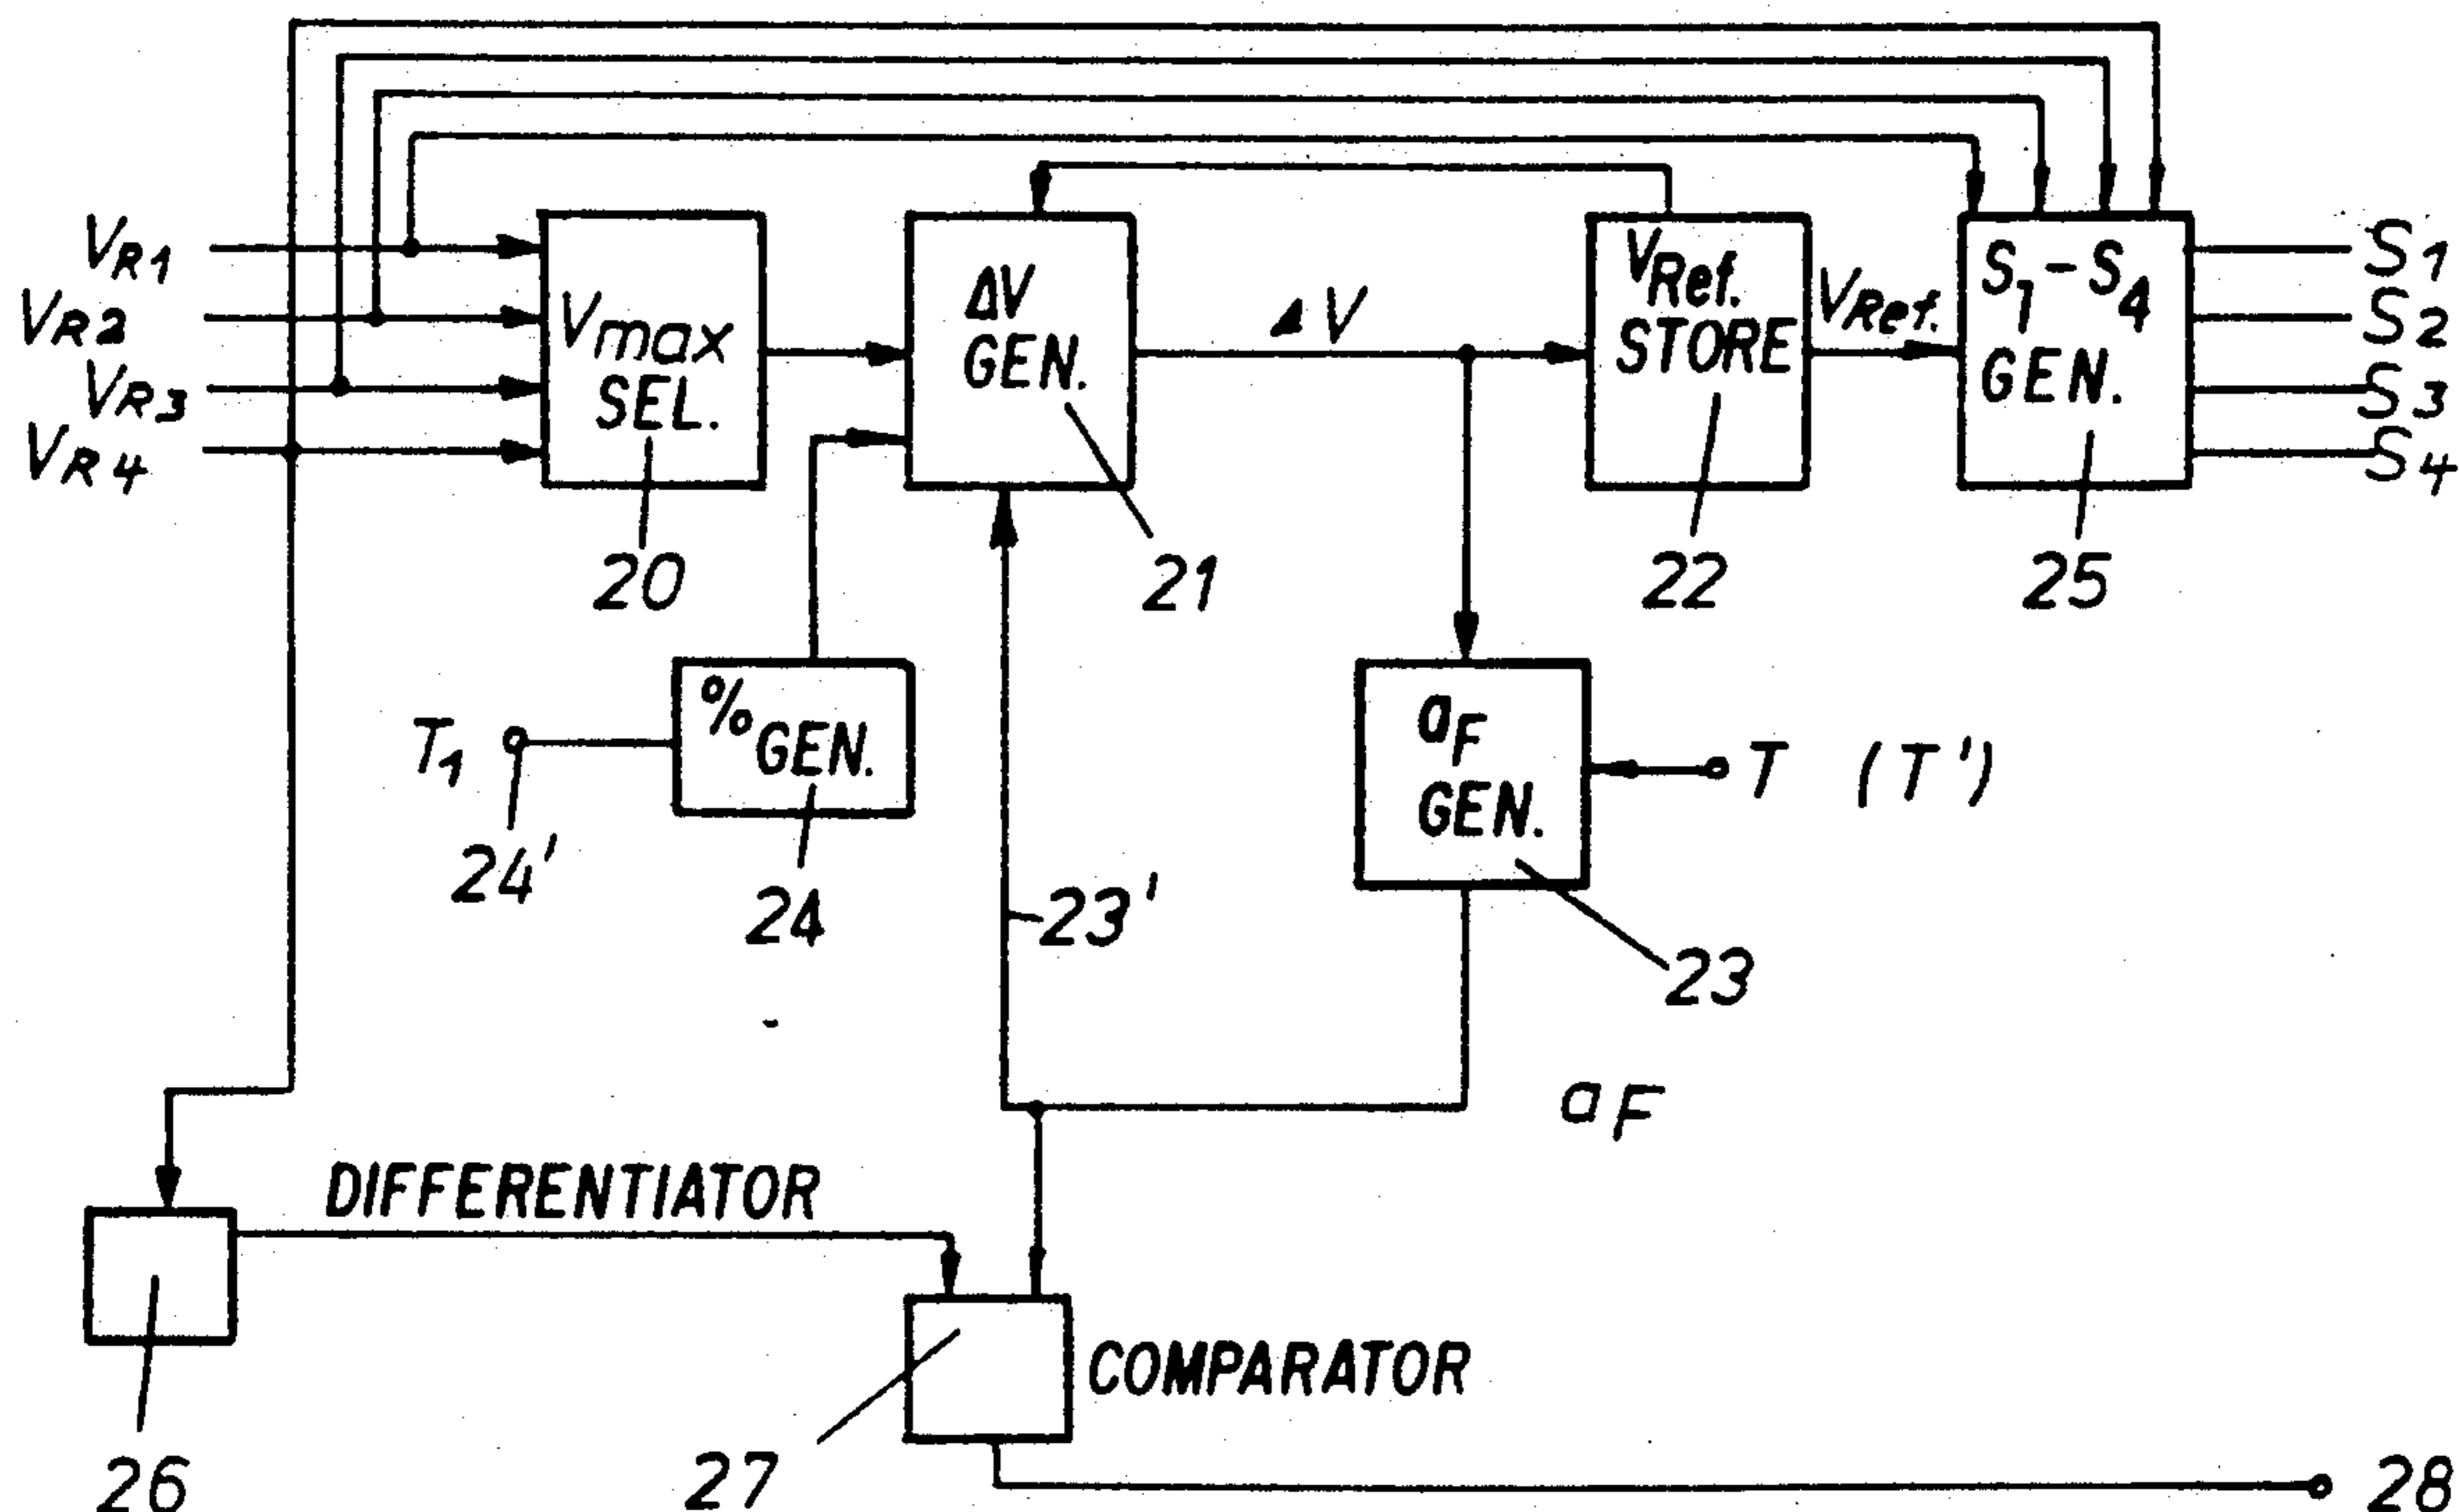 VR1
VR2
VR3
VR4
Vmax
SEL.
20
ΔV
GEN.
21
ΔV
VRef.
STORE
22
VRef.
S1-S4
GEN.
25
S1
S2
S3
S4
T1
24'
%GEN.
24
23'
aF
GEN.
T (T')
23
aF
DIFFERENTIATOR
26
COMPARATOR
27
28